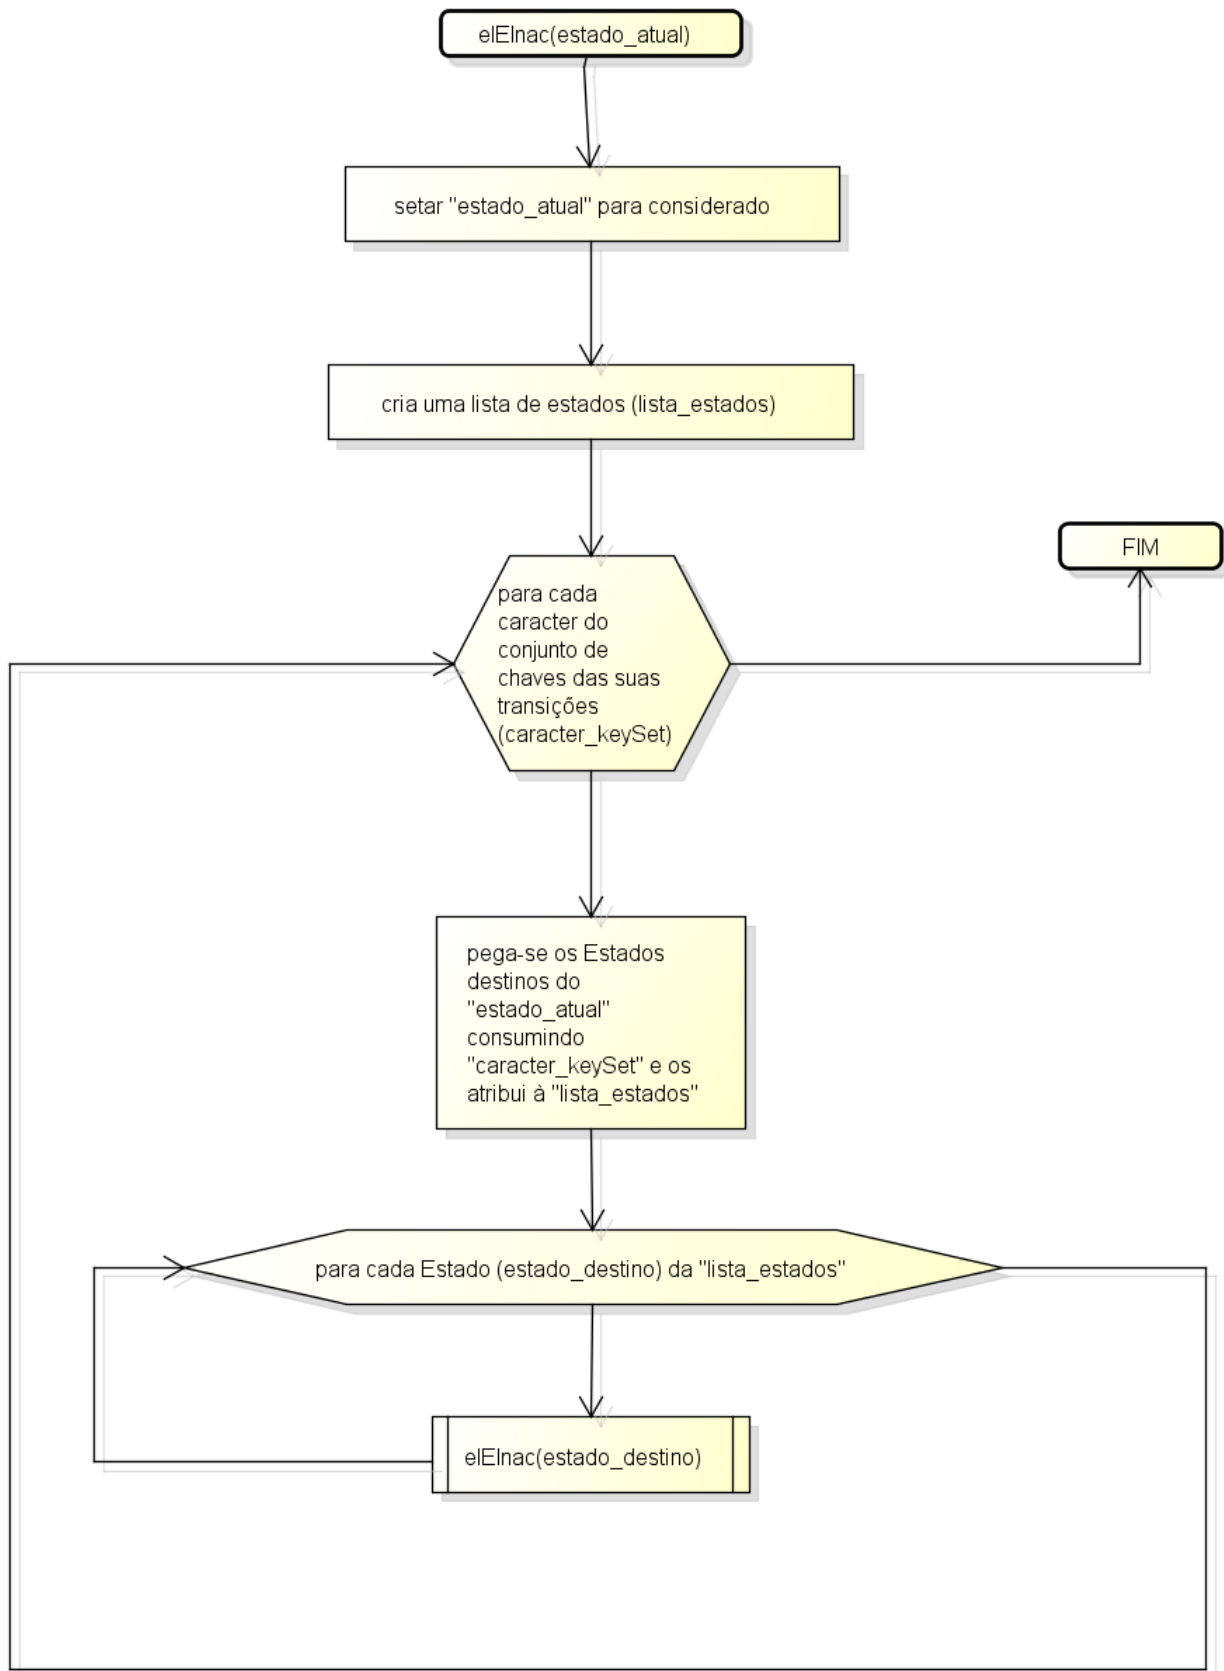 elEInac(estado_atual)
setar "estado_atual" para considerado
cria uma lista de estados (lista_estados)
FIM
para cada
caracter do
conjunto de
chaves das suas
transições
(caracter_keySet)
pega-se os Estados
destinos do
"estado_atual"
consumindo
"caracter_keySet" e os
atribui à "lista_estados"
para cada Estado (estado_destino) da "lista_estados"
elEInac(estado_destino)